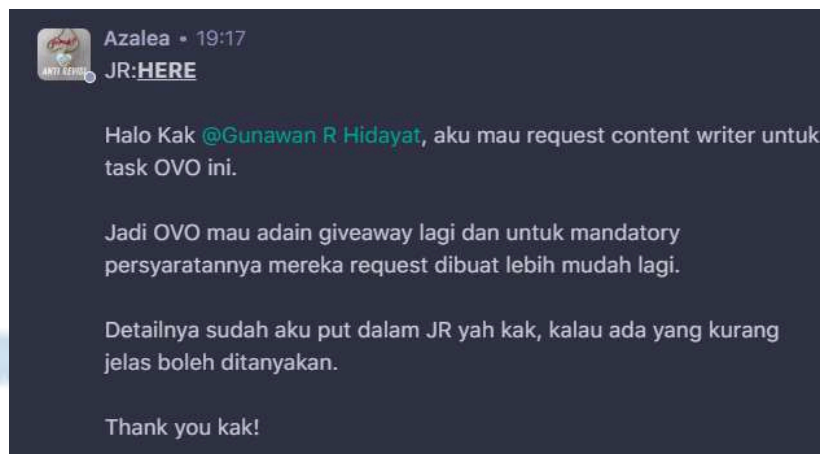 Azalea • 19:17
ANTI REVISI
JR:HERE
Halo Kak @Gunawan R Hidayat, aku mau request content writer untuk
task OVO ini.
Jadi OVO mau adain giveaway lagi dan untuk mandatory
persyaratannya mereka request dibuat lebih mudah lagi.
Detailnya sudah aku put dalam JR yah kak, kalau ada yang kurang
jelas boleh ditanyakan.
Thank you kak!